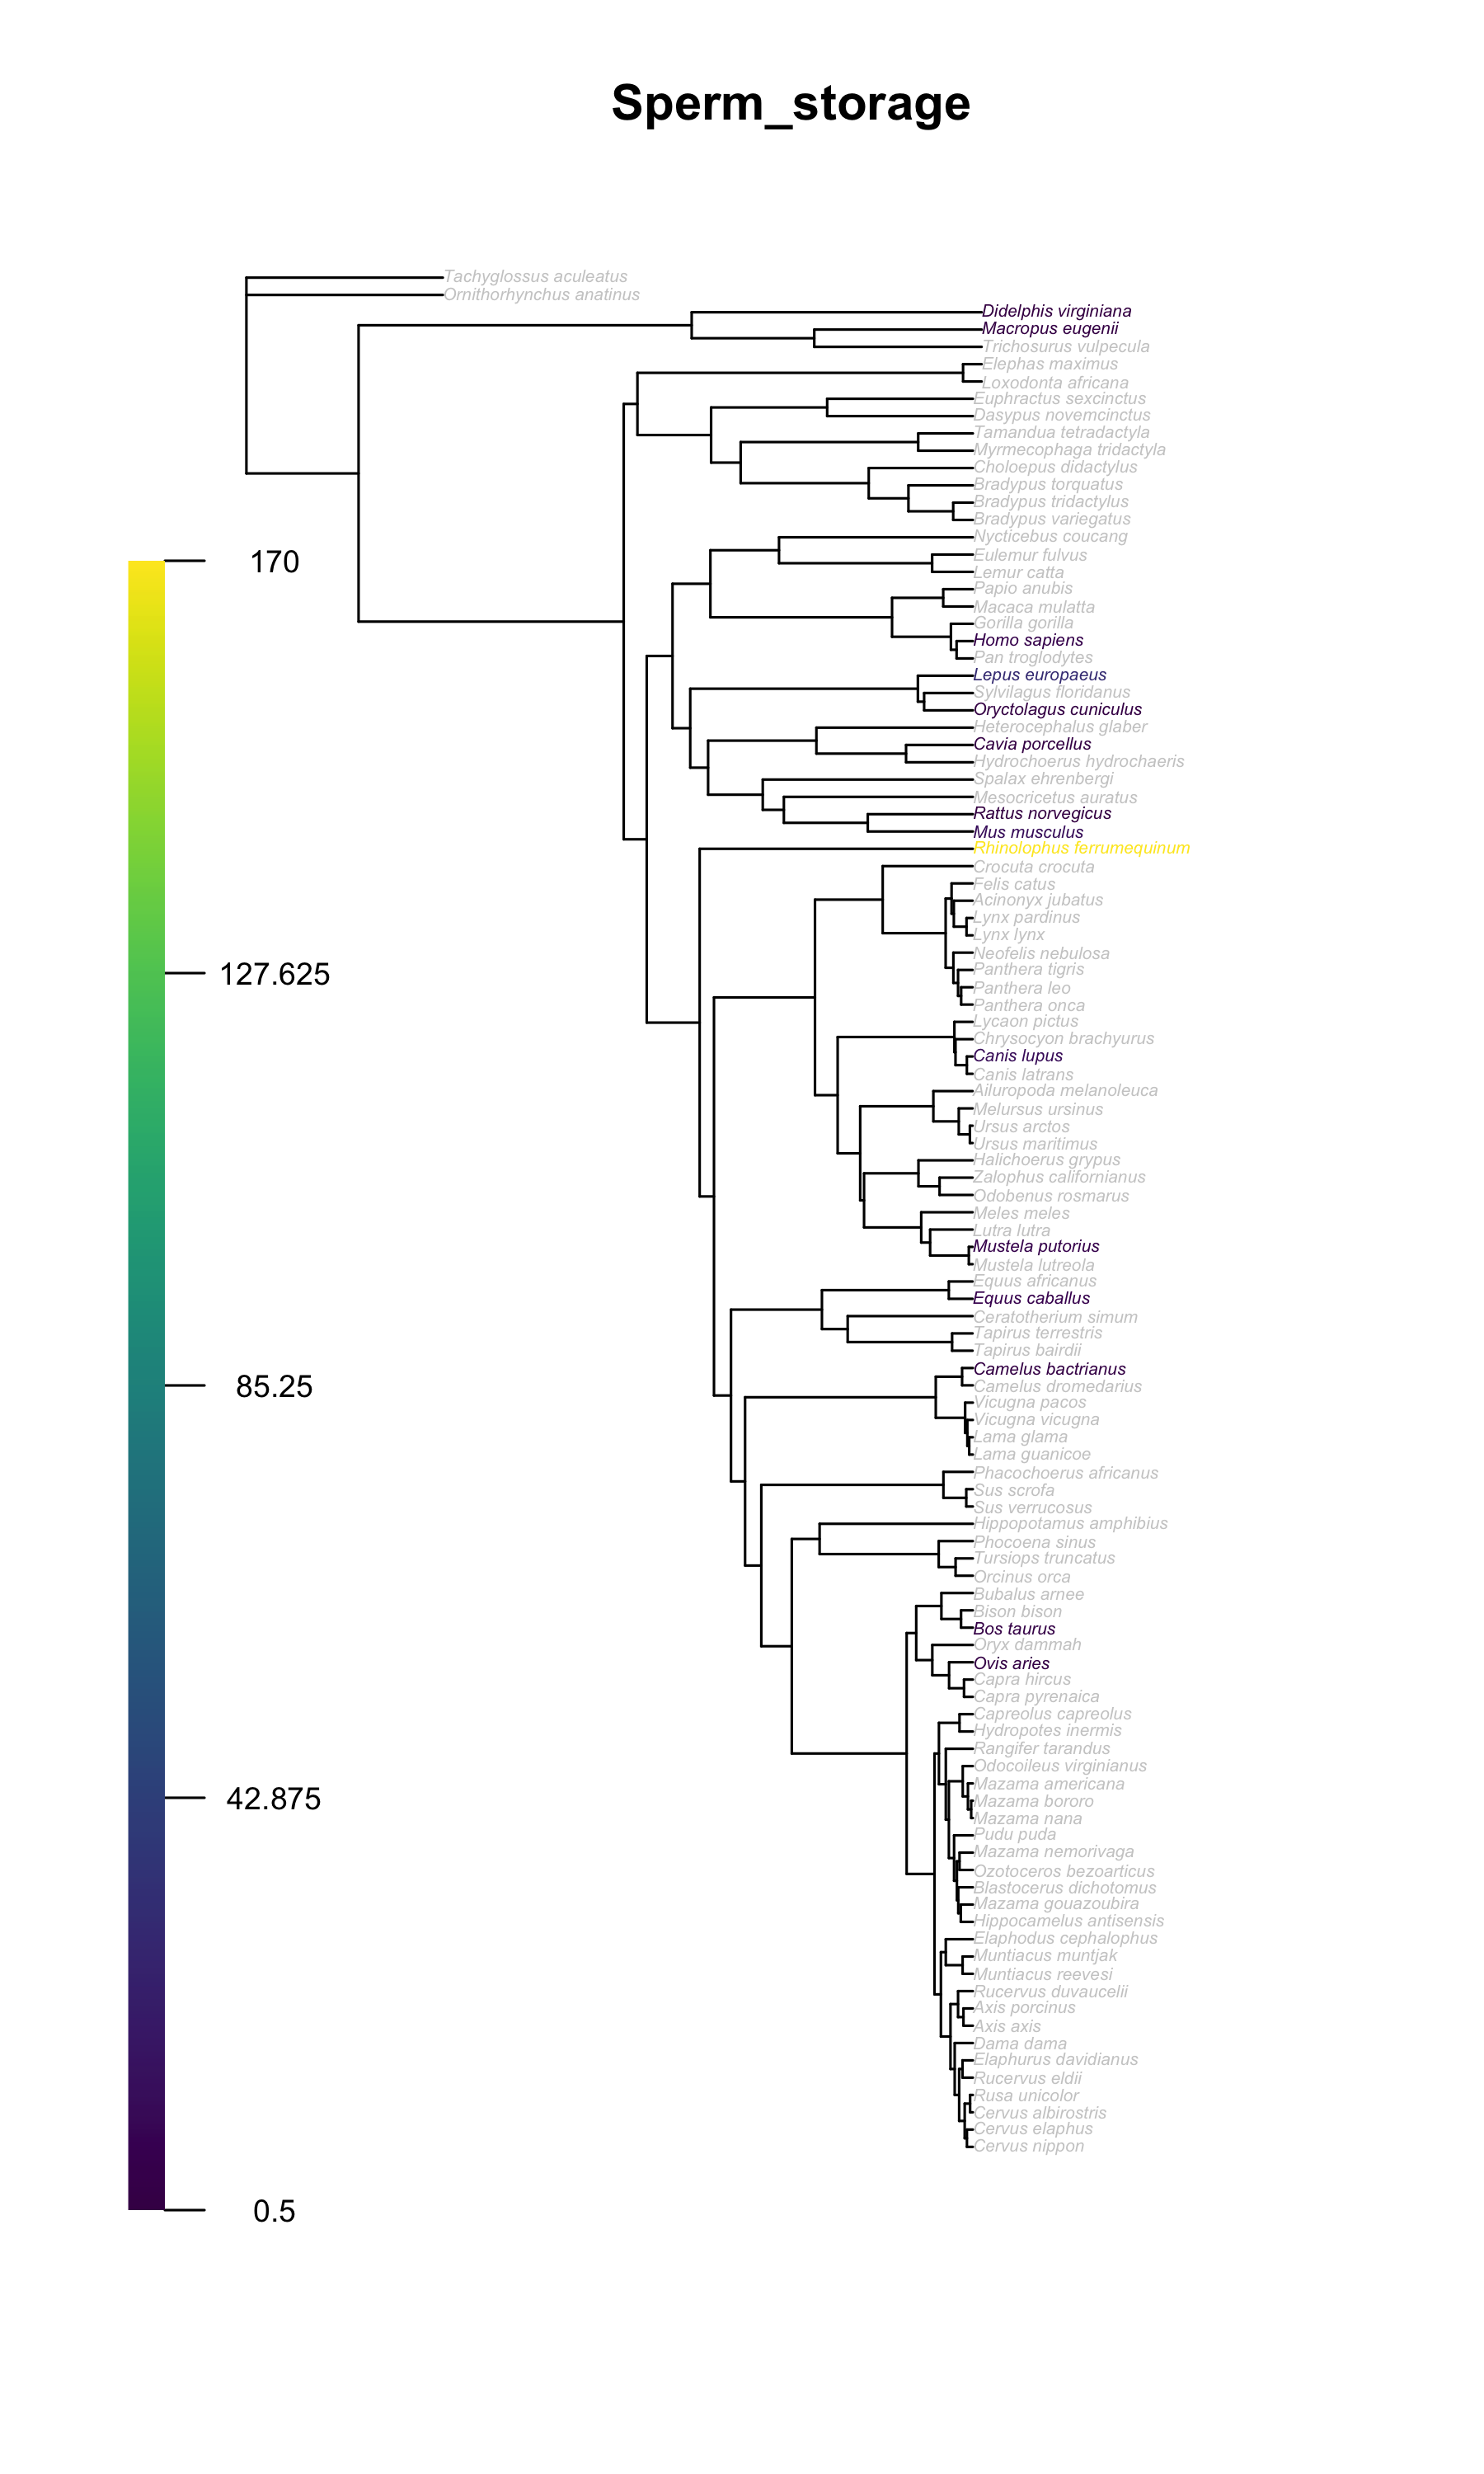 Sperm_storage
Tachyglossus aculeatus
Ornithorhynchus anatinus
Didelphis virginiana
Macropus eugenii
Trichosurus vulpecula
Elephas maximus
Loxodonta africana
Euphractus sexcinctus
Dasypus novemcinctus
Tamandua tetradactyla
Myrmecophaga tridactyla
Choloepus didactylus
Bradypus torquatus
Bradypus tridactylus
Bradypus variegatus
Nycticebus coucang
Eulemur fulvus
Lemur catta
Papio anubis
Macaca mulatta
Gorilla gorilla
Homo sapiens
Pan troglodytes
Lepus europaeus
Sylvilagus floridanus
Oryctolagus cuniculus
Heterocephalus glaber
Cavia porcellus
Hydrochoerus hydrochaeris
Spalax ehrenbergi
Mesocricetus auratus
Rattus norvegicus
Mus musculus
Rhinolophus ferrumequinum
Crocuta crocuta
Felis catus
Acinonyx jubatus
Lynx pardinus
Lynx lynx
Neofelis nebulosa
Panthera tigris
Panthera leo
Panthera onca
Lycaon pictus
Chrysocyon brachyurus
Canis lupus
Canis latrans
Ailuropoda melanoleuca
Melursus ursinus
Ursus arctos
Ursus maritimus
Halichoerus grypus
Zalophus californianus
Odobenus rosmarus
Meles meles
Lutra lutra
Mustela putorius
Mustela lutreola
Equus africanus
Equus caballus
Ceratotherium simum
Tapirus terrestris
Tapirus bairdii
Camelus bactrianus
Camelus dromedarius
Vicugna pacos
Vicugna vicugna
Lama glama
Lama guanicoe
Phacochoerus africanus
Sus scrofa
Sus verrucosus
Hippopotamus amphibius
Phocoena sinus
Tursiops truncatus
Orcinus orca
Bubalus arnee
Bison bison
Bos taurus
Oryx dammah
Ovis aries
Capra hircus
Capra pyrenaica
Capreolus capreolus
Hydropotes inermis
Rangifer tarandus
Odocoileus virginianus
Mazama americana
Mazama bororo
Mazama nana
Pudu puda
Mazama nemorivaga
Ozotoceros bezoarticus
Blastocerus dichotomus
Mazama gouazoubira
Hippocamelus antisensis
Elaphodus cephalophus
Muntiacus muntjak
Muntiacus reevesi
Rucervus duvaucelii
Axis porcinus
Axis axis
Dama dama
Elaphurus davidianus
Rucervus eldii
Rusa unicolor
Cervus albirostris
Cervus elaphus
Cervus nippon
170
127.625
85.25
42.875
0.5